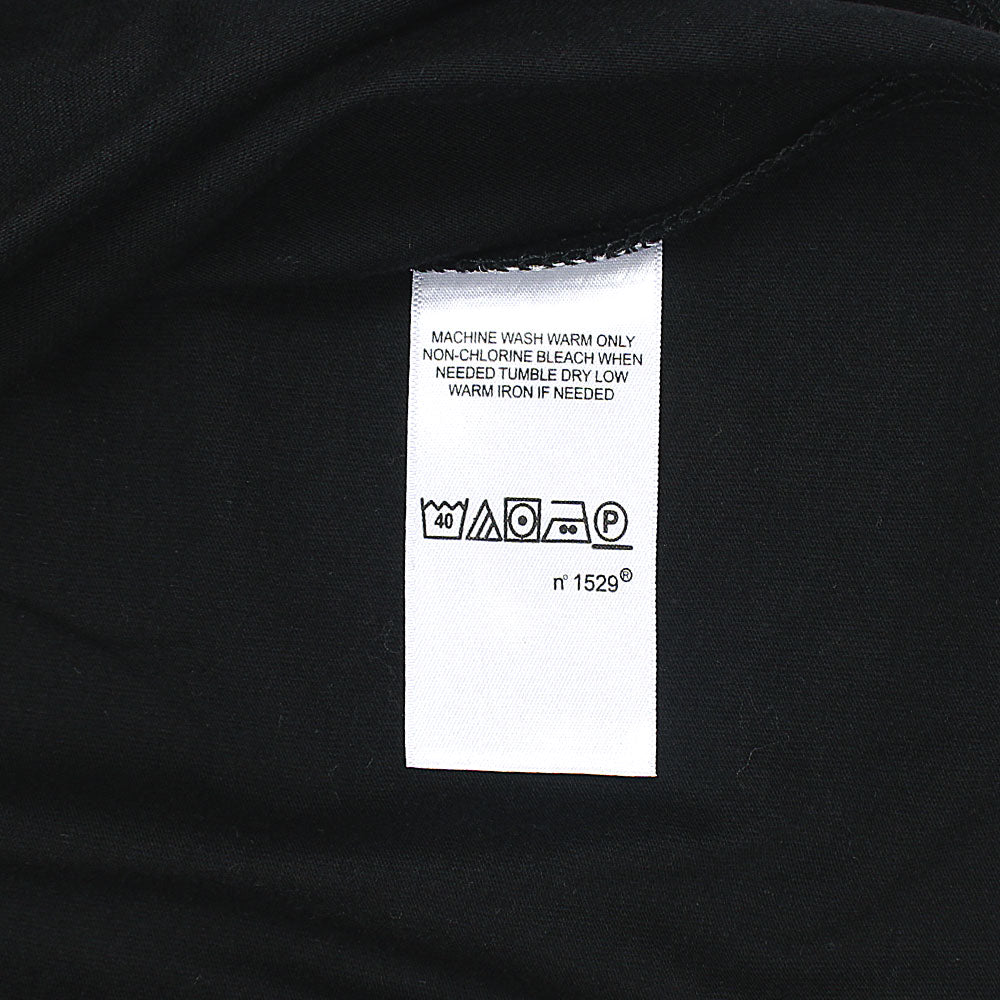 MACHINE WASH WARM ONLY
NON-CHLORINE BLEACH WHEN
NEEDED TUMBLE DRY LOW
WARM IRON IF NEEDED
40 P
n° 1529®